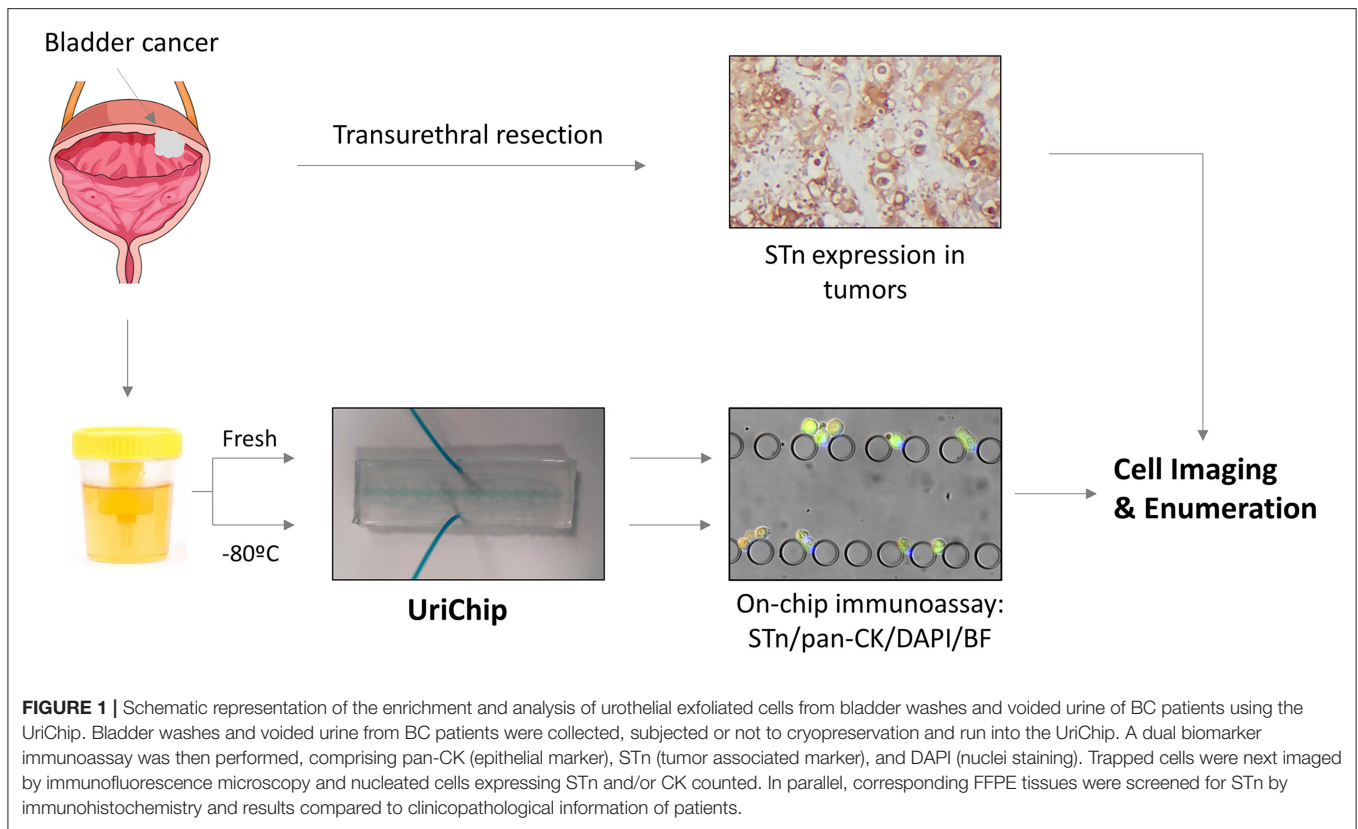 Bladder cancer
Transurethral resection
STn expression in
tumors
Fresh
-80ºC
UriChip
On-chip immunoassay:
STn/pan-CK/DAPI/BF
Cell Imaging
& Enumeration
FIGURE 1 | Schematic representation of the enrichment and analysis of urothelial exfoliated cells from bladder washes and voided urine of BC patients using the
UriChip. Bladder washes and voided urine from BC patients were collected, subjected or not to cryopreservation and run into the UriChip. A dual biomarker
immunoassay was then performed, comprising pan-CK (epithelial marker), STn (tumor associated marker), and DAPI (nuclei staining). Trapped cells were next imaged
by immunofluorescence microscopy and nucleated cells expressing STn and/or CK counted. In parallel, corresponding FFPE tissues were screened for STn by
immunohistochemistry and results compared to clinicopathological information of patients.